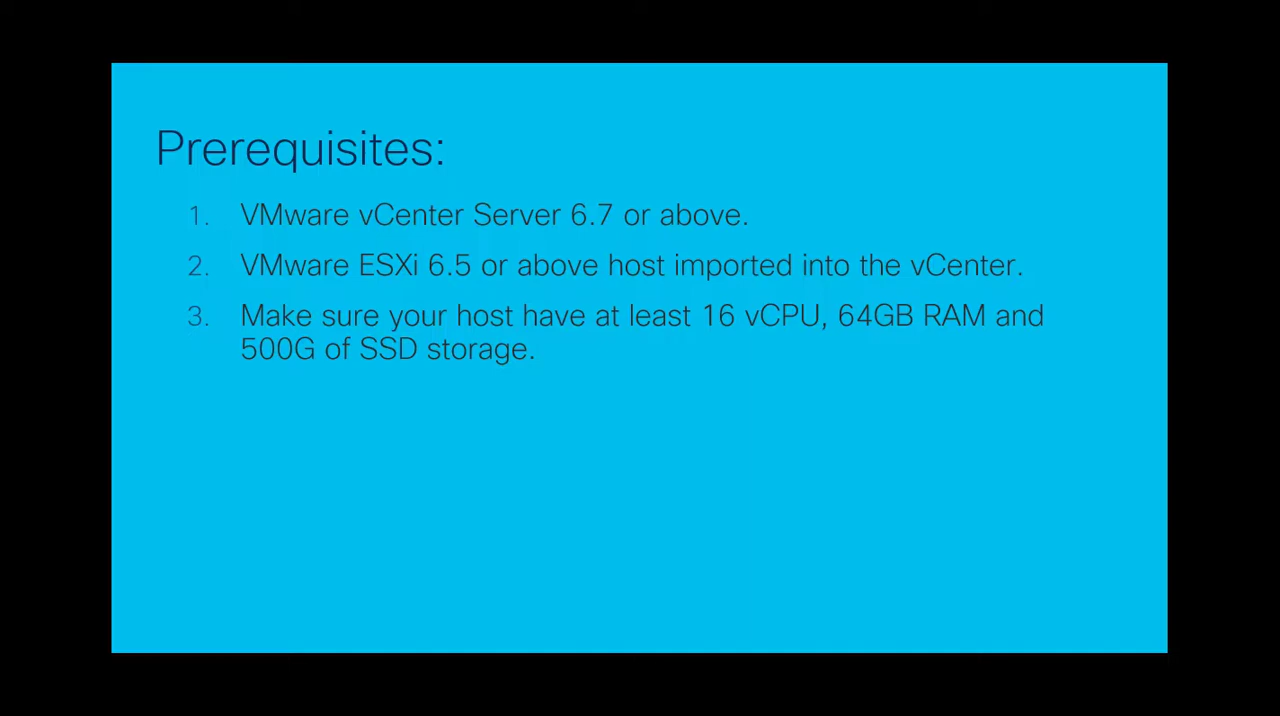 Prerequisites:
1. VMware vCenter Server 6.7 or above.
2. VMware ESXi 6.5 or above host imported into the vCenter.
3. Make sure your host have at least 16 vCPU, 64GB RAM and
500G of SSD storage.